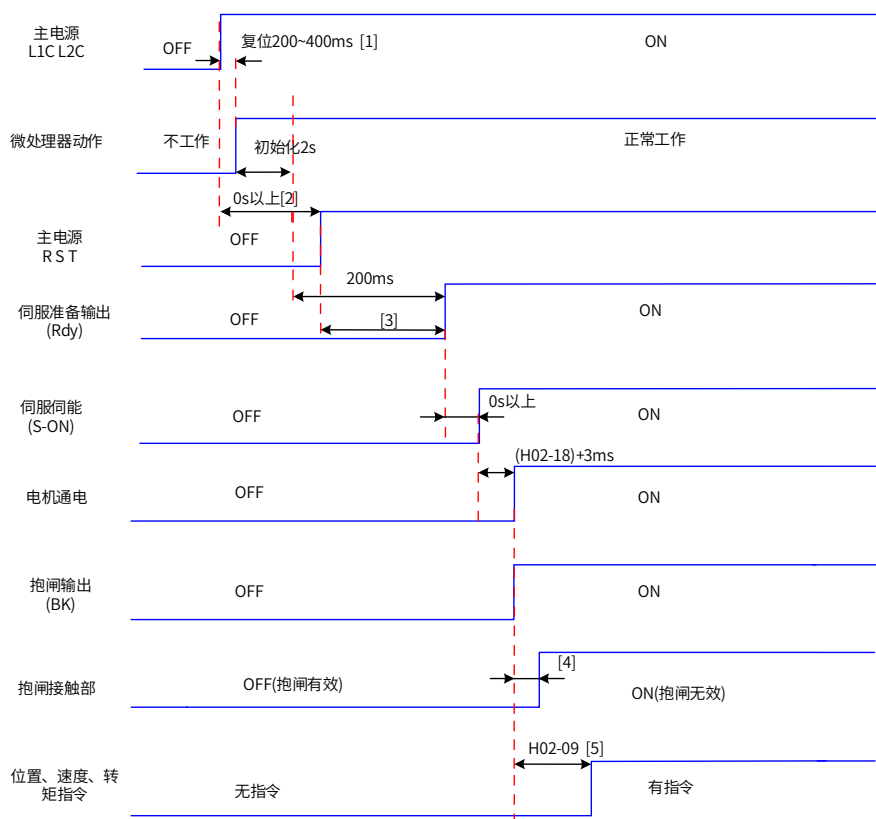 主电源
L1C L2C
OFF
复位200~400ms [1]
ON
微处理器动作
不工作
初始化2s
正常工作
0s以上[2]
主电源
R S T
OFF
200ms
伺服准备输出
(Rdy)
OFF
[3]
ON
伺服伺能
(S-ON)
OFF
0s以上
ON
(H02-18)+3ms
电机通电
OFF
ON
抱闸输出
(BK)
OFF
ON
抱闸接触部
OFF(抱闸有效)
[4]
ON(抱闸无效)
H02-09 [5]
位置、速度、转
矩指令
无指令
有指令